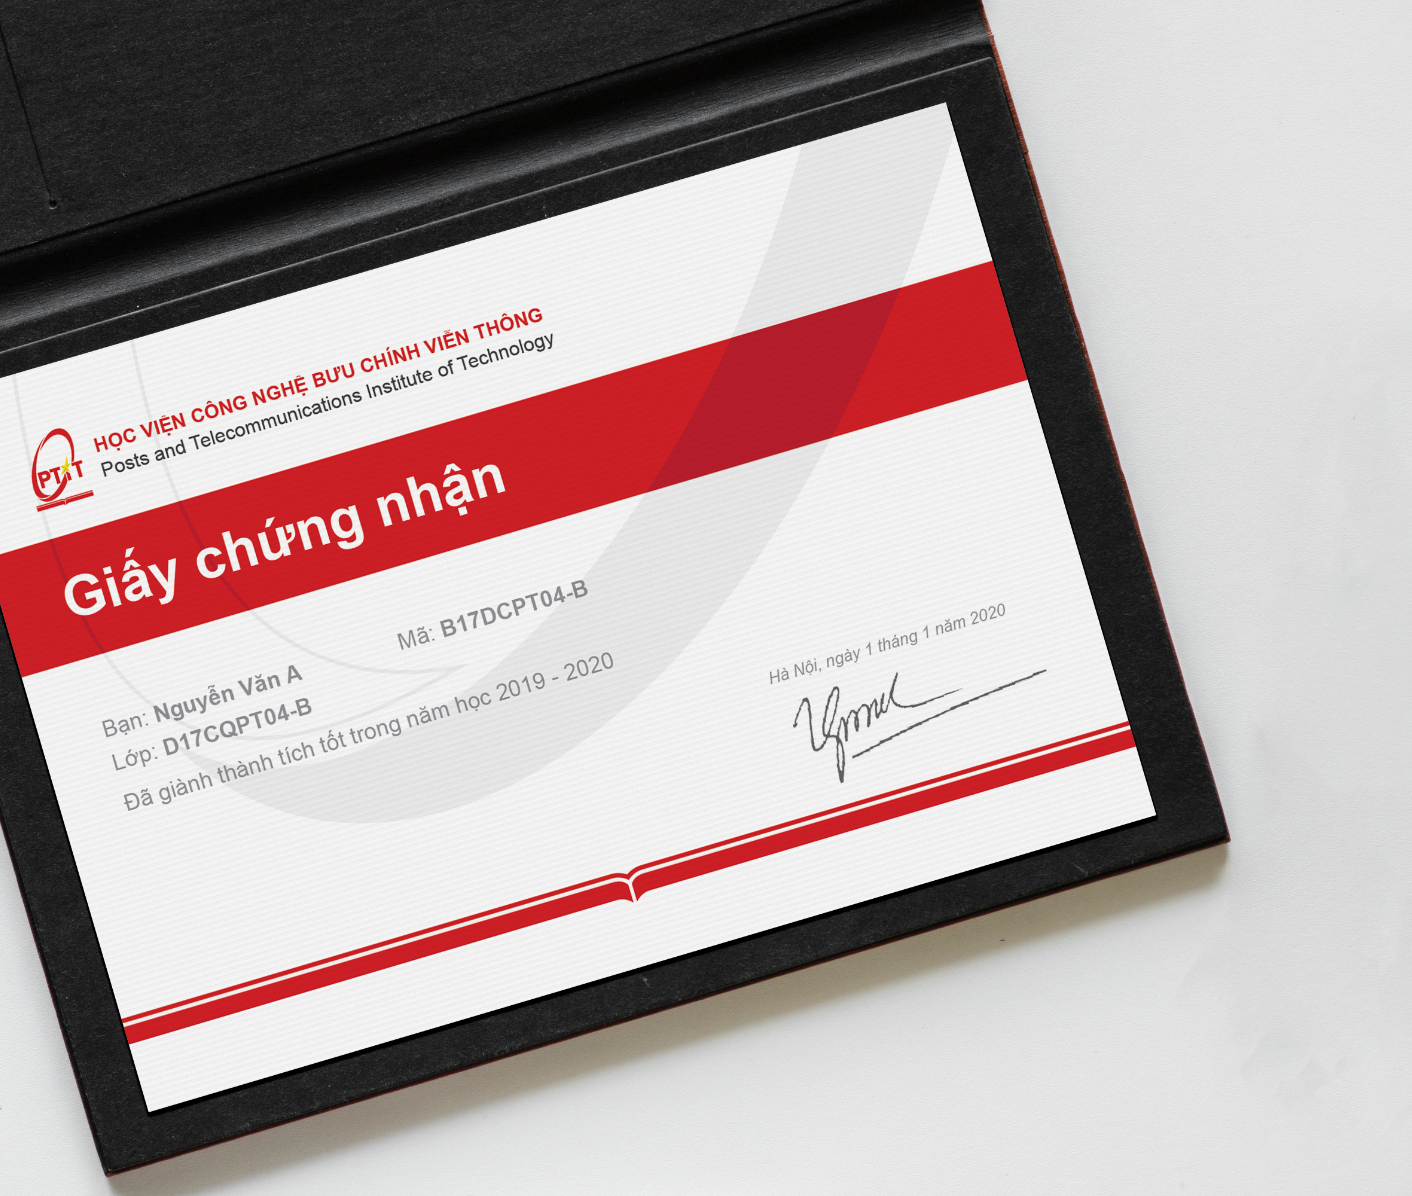 HỌC VIỆN CÔNG NGHỆ BƯU CHÍNH VIỄN THÔNG
Posts and Telecommunications Institute of Technology
PTIT
Giấy chứng nhận
Mã: B17DCPT04-B
Bạn: Nguyễn Văn A
Lớp: D17CQPT04-B
Đã giành thành tích tốt trong năm học 2019 - 2020
Hà Nội, ngày 1 tháng 1 năm 2020